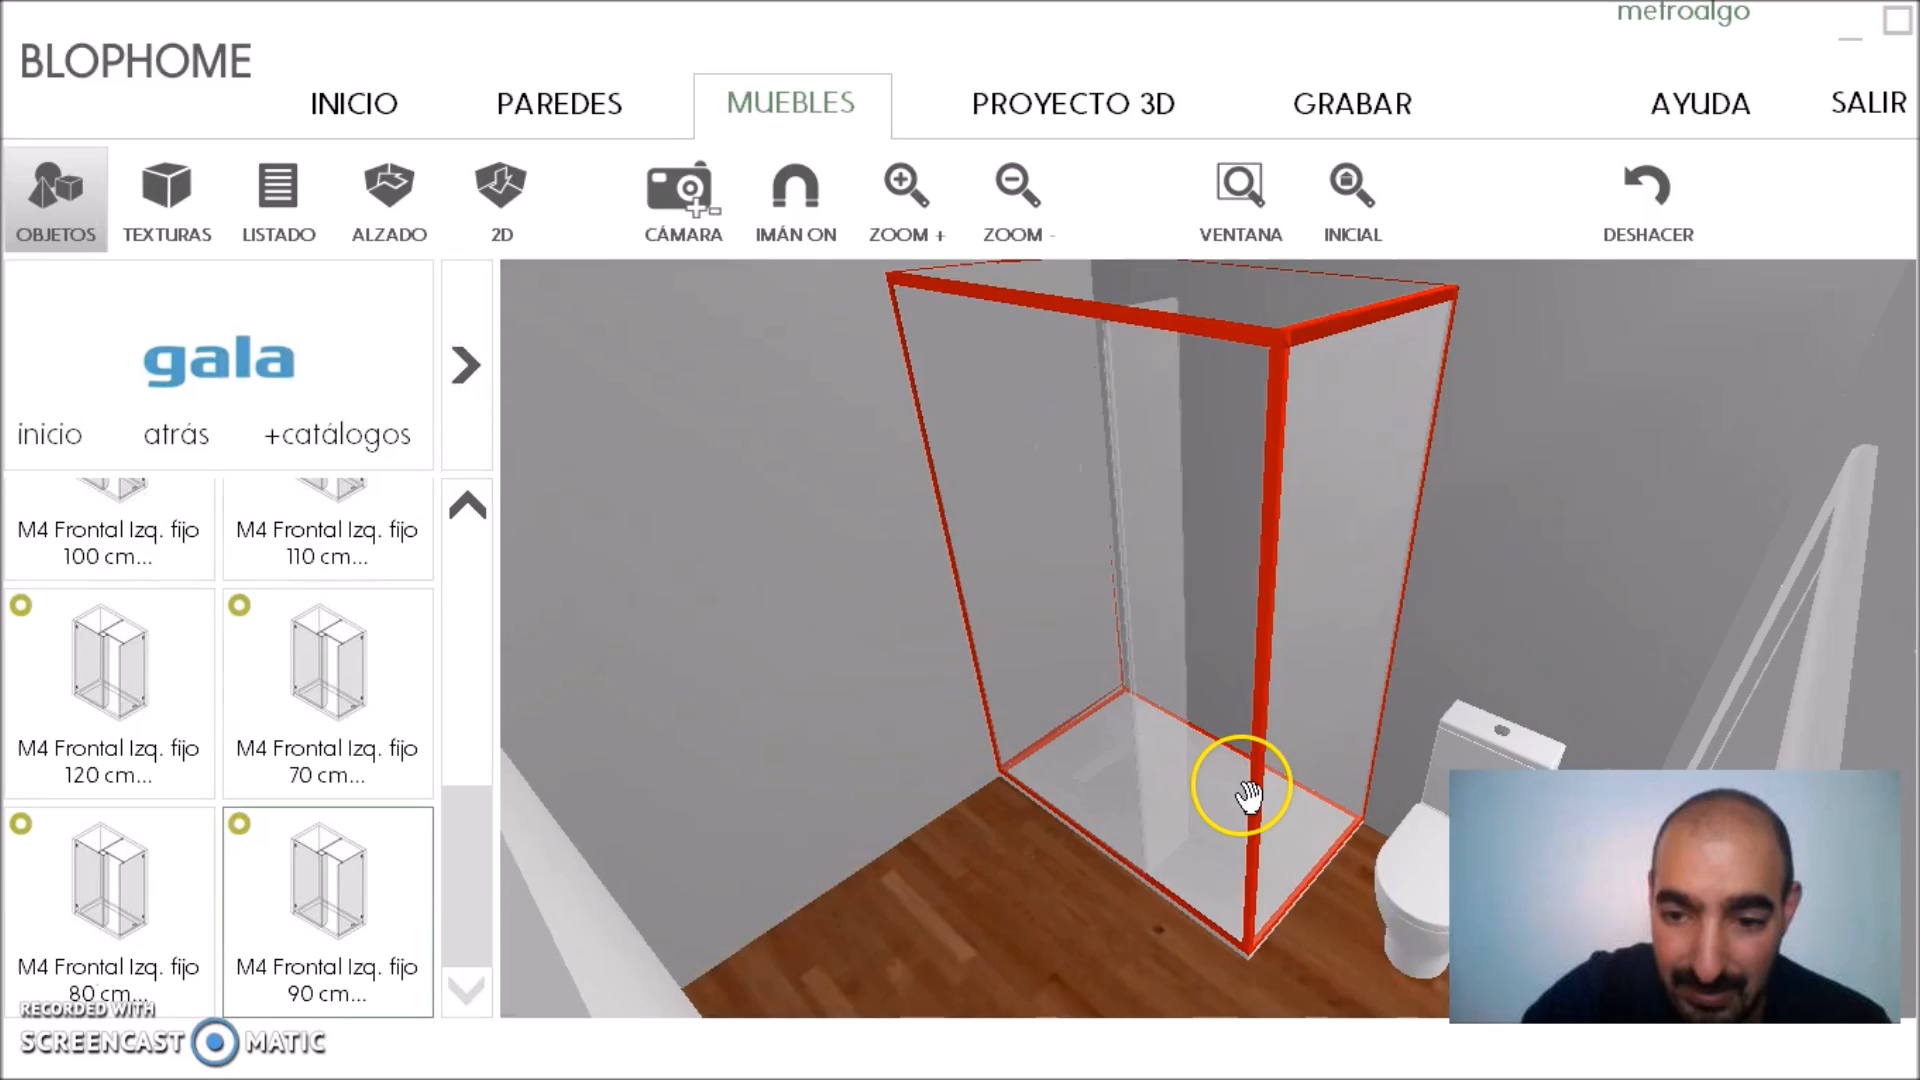 metroalgo
BLOPHOME
INICIO PAREDES MUEBLES PROYECTO 3D GRABAR AYUDA SALIR
OBJETOS TEXTURAS LISTADO ALZADO 2D CÁMARA IMÁN ON ZOOM + ZOOM - VENTANA INICIAL DESHACER
gala
inicio atrás +catálogos
M4 Frontal Izq. fijo
100 cm...
M4 Frontal Izq. fijo
110 cm...
M4 Frontal Izq. fijo
120 cm...
M4 Frontal Izq. fijo
70 cm...
M4 Frontal Izq. fijo
80 cm...
M4 Frontal Izq. fijo
90 cm...
RECORDED WITH
SCREENCAST MATIC